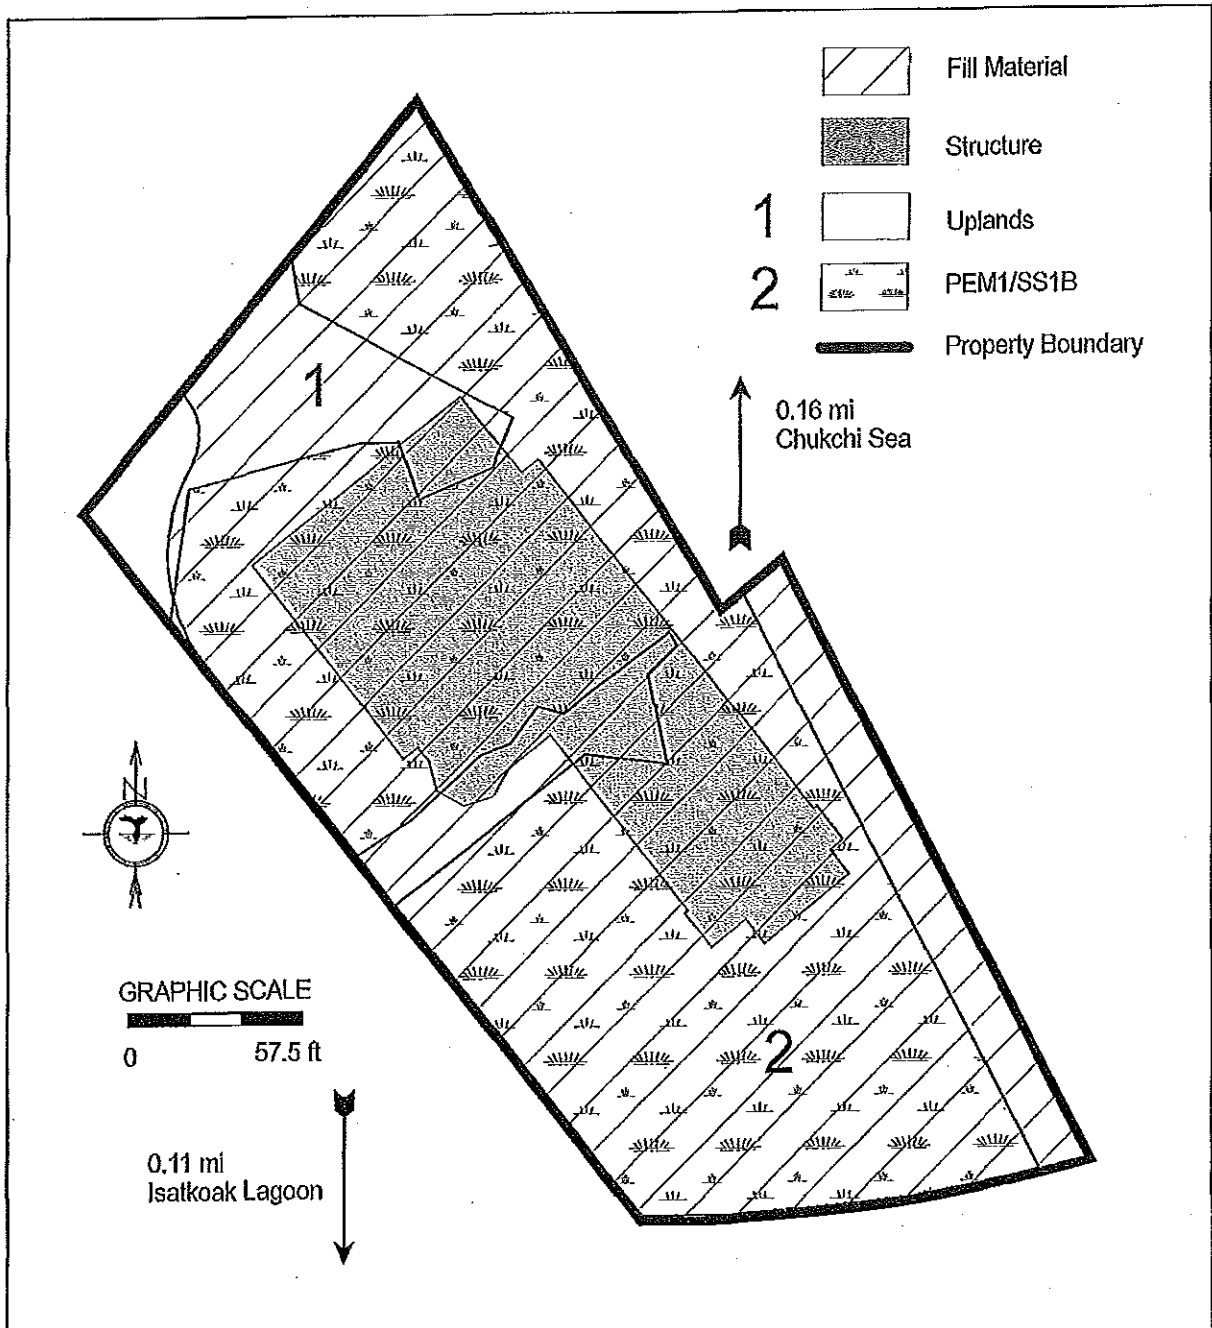 Fill Material
Structure
1 Uplands
2 PEM1/SS1B
Property Boundary
0.16 mi
Chukchi Sea
1
N
GRAPHIC SCALE
0 57.5 ft
2
0.11 mi
Isatkoak Lagoon